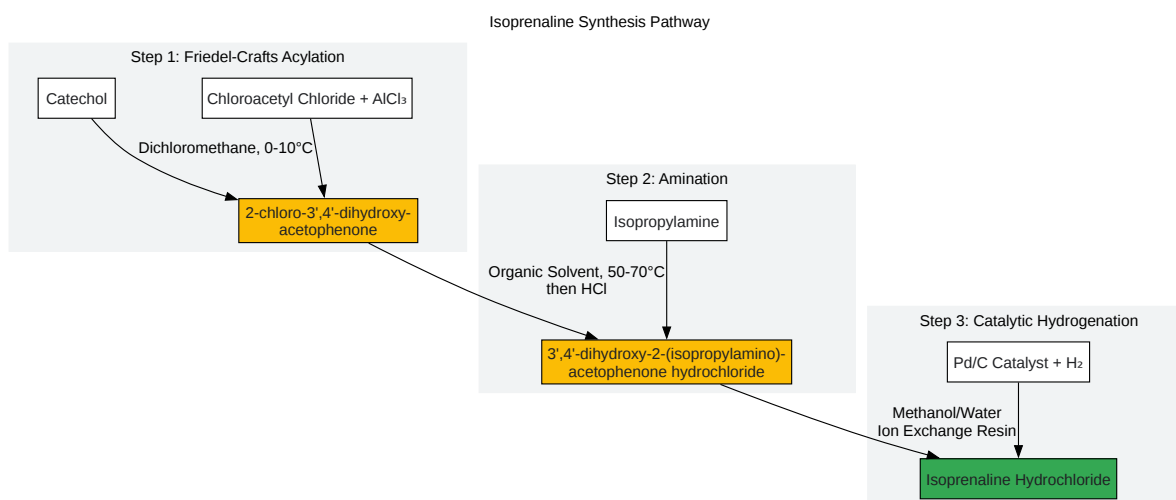 Isoprenaline Synthesis Pathway
Step 1: Friedel-Crafts Acylation
Catechol
Chloroacetyl Chloride + AlCl₃
Dichloromethane, 0-10°C
2-chloro-3',4'-dihydroxy-
acetophenone
Step 2: Amination
Isopropylamine
Organic Solvent, 50-70°C
then HCl
3',4'-dihydroxy-2-(isopropylamino)-
acetophenone hydrochloride
Step 3: Catalytic Hydrogenation
Pd/C Catalyst + H₂
Methanol/Water
Ion Exchange Resin
Isoprenaline Hydrochloride